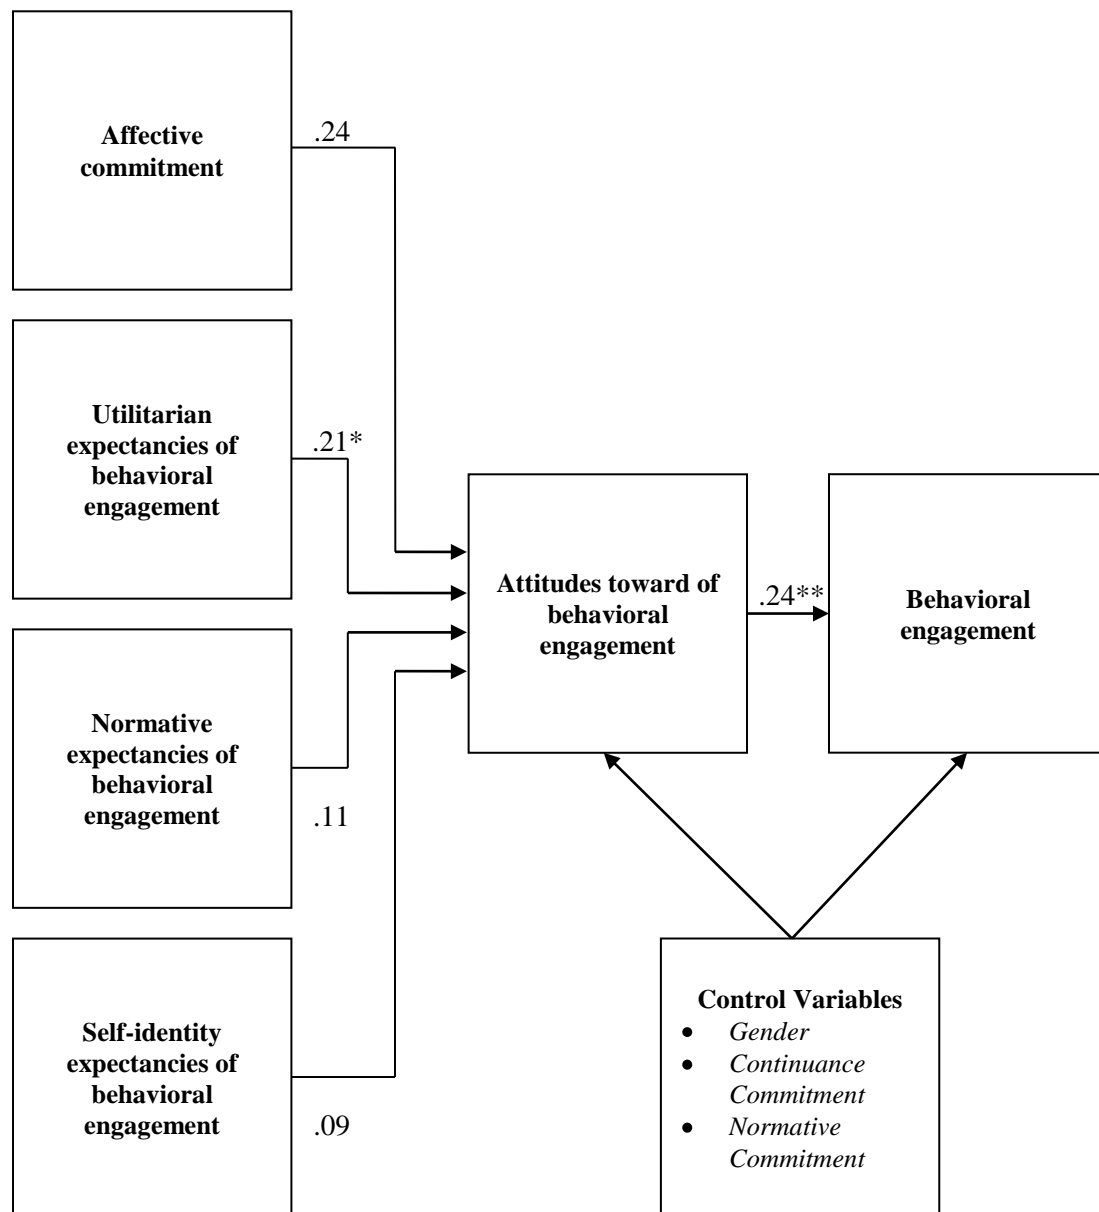 Affective
commitment
.24
Utilitarian
expectancies of
behavioral
engagement
.21*
Normative
expectancies of
behavioral
engagement
.11
Self-identity
expectancies of
behavioral
engagement
.09
Attitudes toward of
behavioral
engagement
.24**
Behavioral
engagement
Control Variables
• Gender
• Continuance
Commitment
• Normative
Commitment